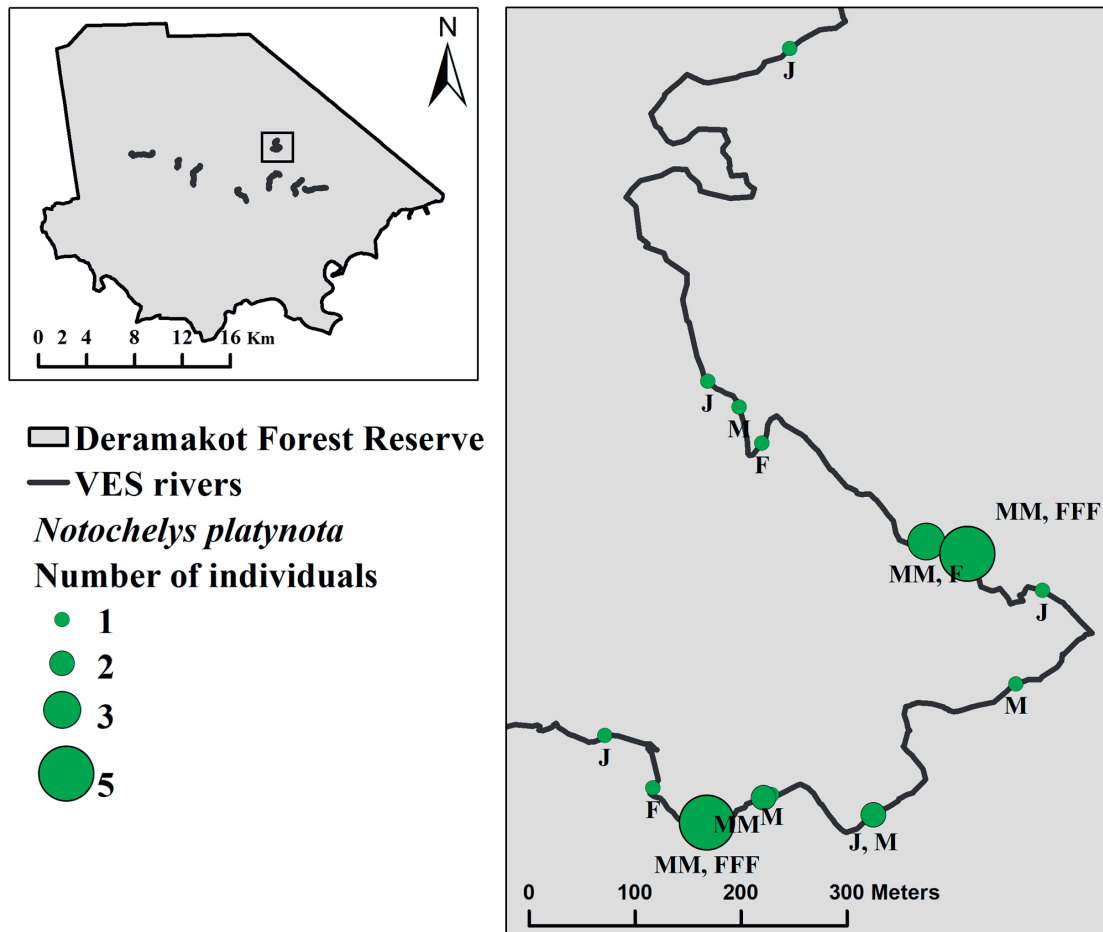 N
0 2 4 8 12 16 Km
Deramakot Forest Reserve
VES rivers
Notochelys platynota
Number of individuals
1
2
3
5
J
J
M
F
MM, FFF
MM, F
J
M
J
F
MM
M
J, M
MM, FFF
0 100 200 300 Meters